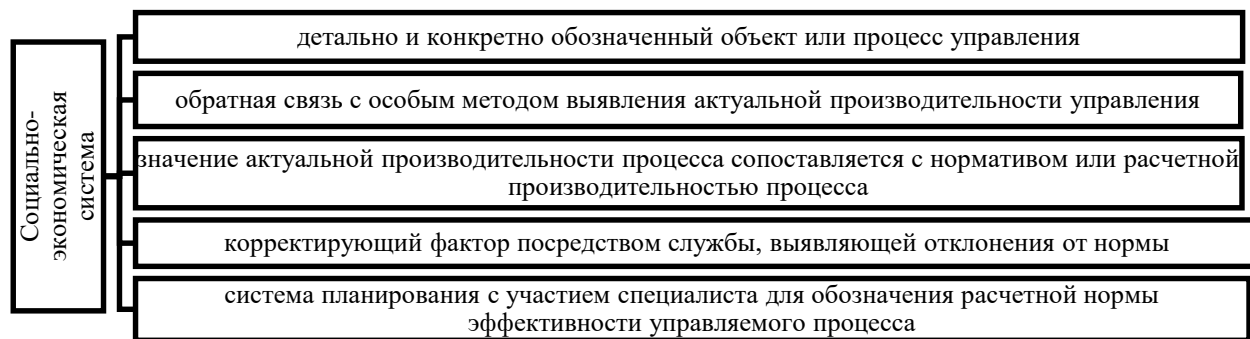 Социально-
экономическая
система
детально и конкретно обозначенный объект или процесс управления
обратная связь с особым методом выявления актуальной производительности управления
значение актуальной производительности процесса сопоставляется с нормативом или расчетной
производительностью процесса
корректирующий фактор посредством службы, выявляющей отклонения от нормы
система планирования с участием специалиста для обозначения расчетной нормы
эффективности управляемого процесса